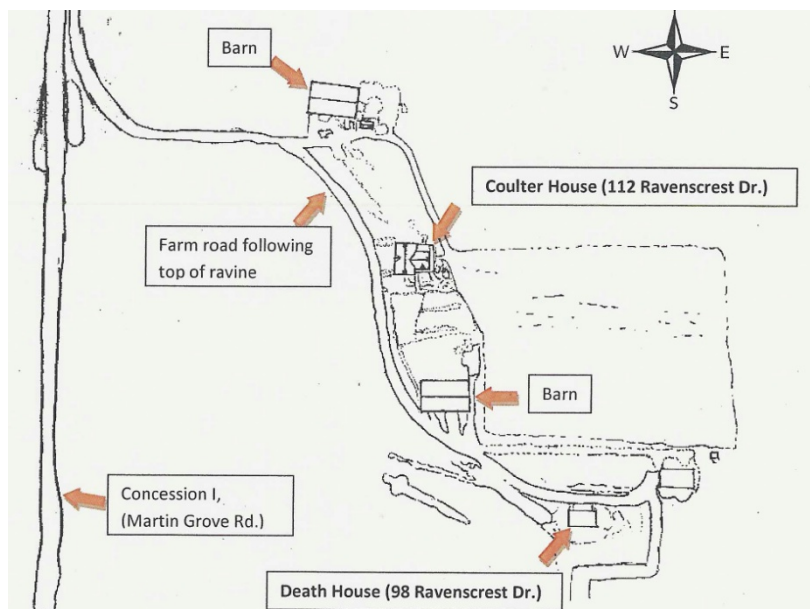 Barn
W
E
S
Coulter House (112 Ravenscrest Dr.)
Farm road following
top of ravine
Barn
Concession I,
(Martin Grove Rd.)
Death House (98 Ravenscrest Dr.)